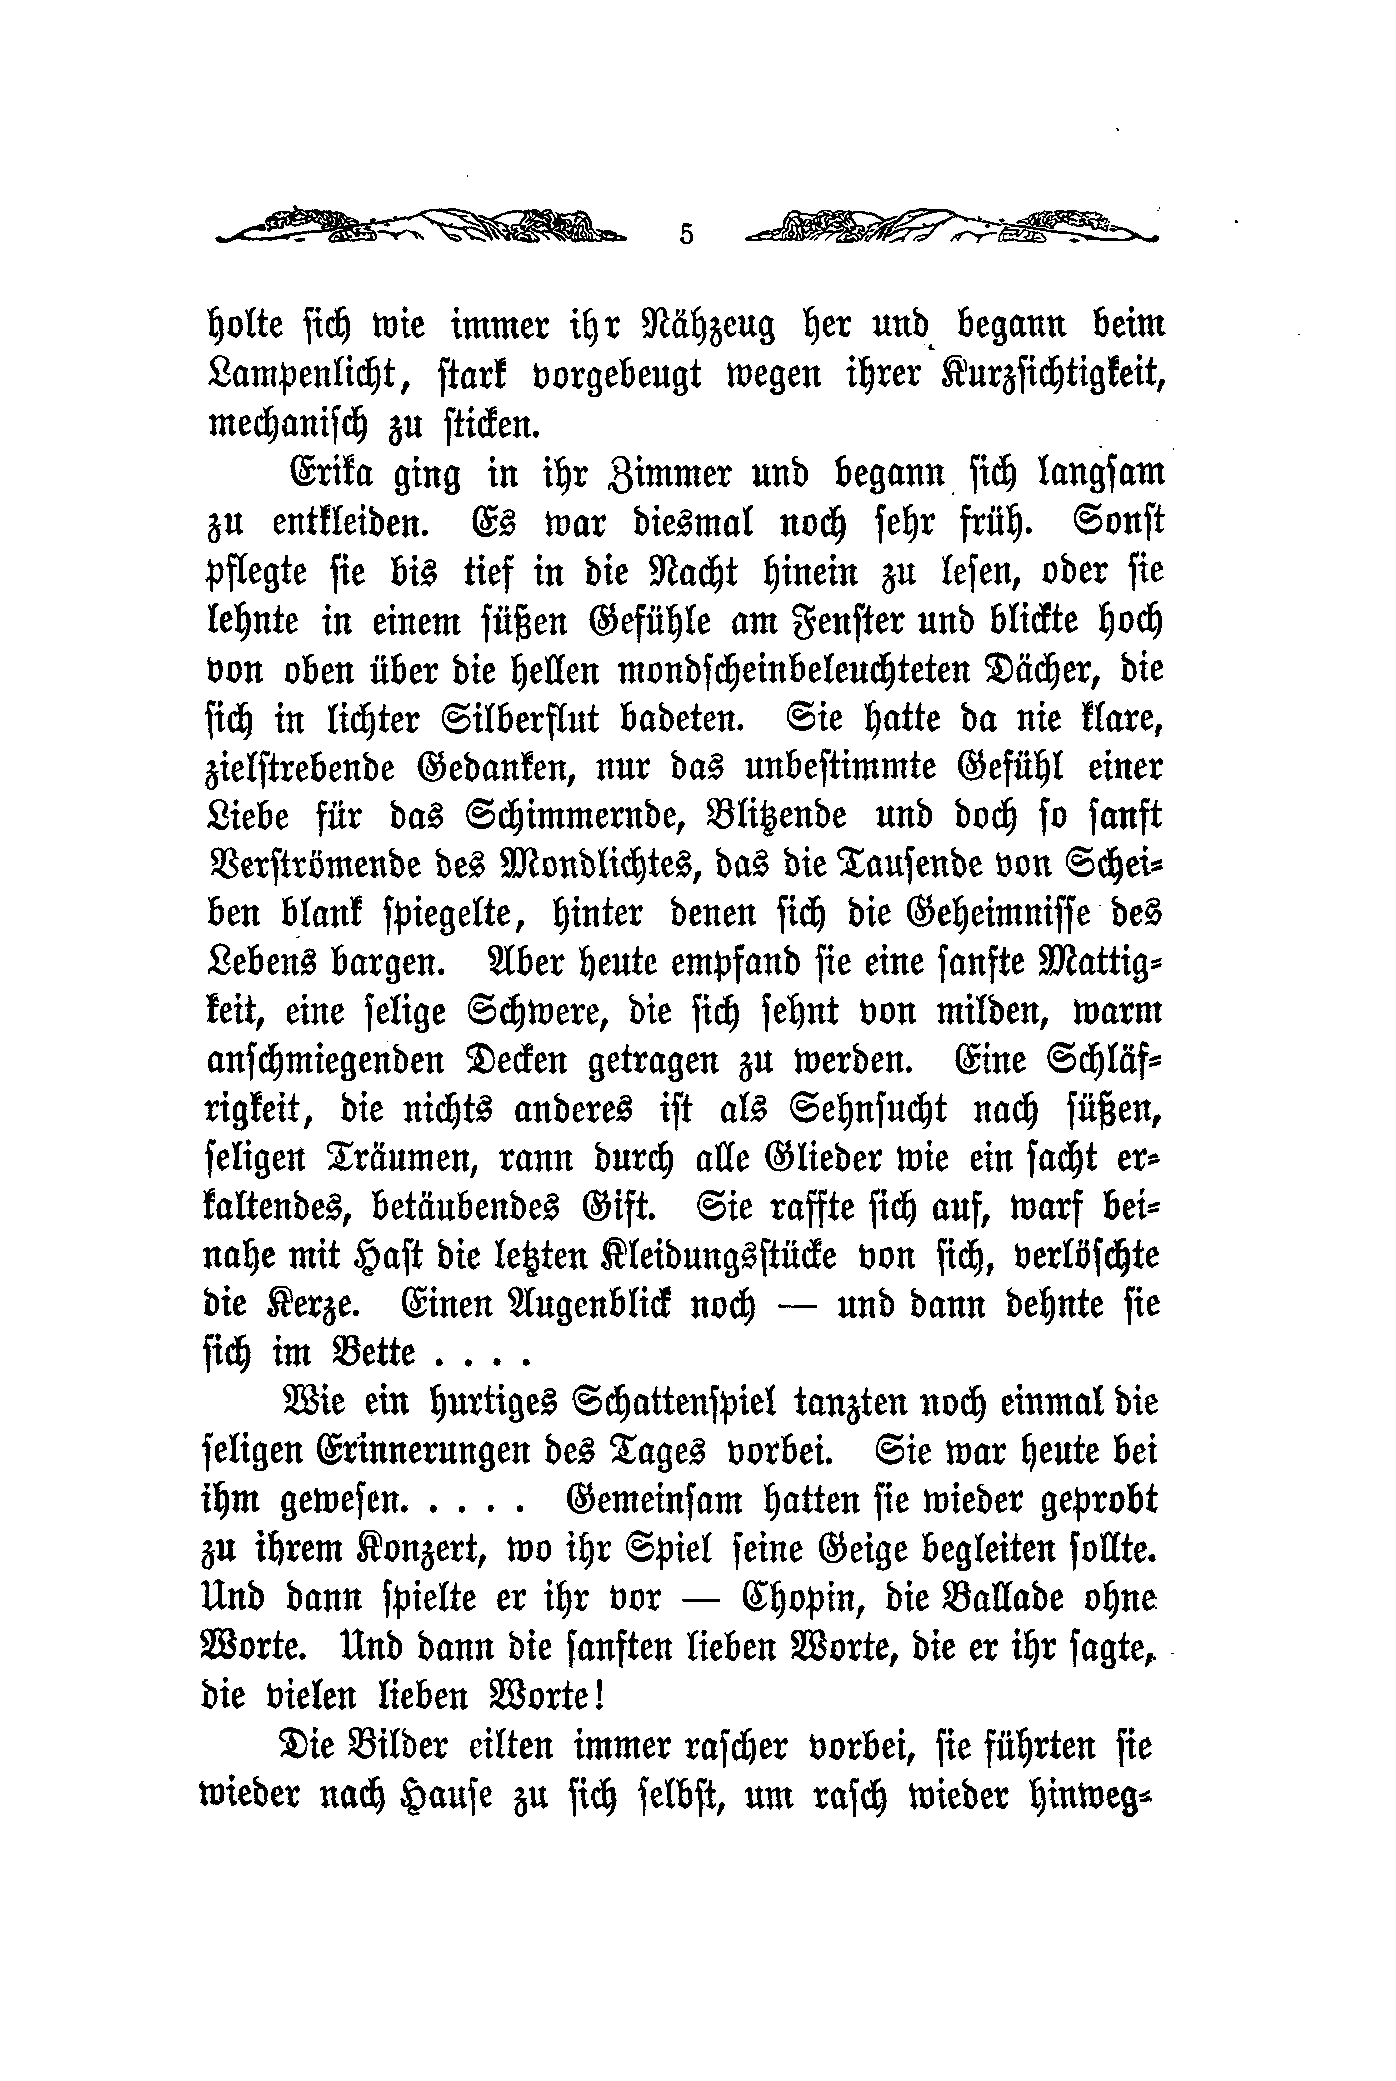 5
holte ſich wie immer ihr Nähzeug her und begann beim
Lampenlicht, ſtark vorgebeugt wegen ihrer Kurzſichtigkeit,
mechaniſch zu ſticken.
Erika ging in ihr Zimmer und begann ſich langſam
zu entkleiden. Es war diesmal noch ſehr früh. Sonſt
pflegte ſie bis tief in die Nacht hinein zu leſen, oder ſie
lehnte in einem ſüßen Gefühle am Fenſter und blickte hoch
von oben über die hellen mondſcheinbeleuchteten Dächer, die
ſich in lichter Silberflut badeten. Sie hatte da nie klare,
zielſtrebende Gedanken, nur das unbeſtimmte Gefühl einer
Liebe für das Schimmernde, Blitzende und doch ſo ſanft
Verſtrömende des Mondlichtes, das die Tauſende von Schei⸗
ben blank ſpiegelte, hinter denen ſich die Geheimniſſe des
Lebens bargen. Aber heute empfand ſie eine ſanfte Mattig⸗
keit, eine ſelige Schwere, die ſich ſehnt von milden, warm
anſchmiegenden Decken getragen zu werden. Eine Schläf⸗
rigkeit, die nichts anderes iſt als Sehnſucht nach ſüßen,
ſeligen Träumen, rann durch alle Glieder wie ein ſacht er⸗
kaltendes, betäubendes Gift. Sie raffte ſich auf, warf bei⸗
nahe mit Haſt die letzten Kleidungsſtücke von ſich, verlöſchte
die Kerze. Einen Augenblick noch — und dann dehnte ſie
ſich im Bette . . . .
Wie ein hurtiges Schattenſpiel tanzten noch einmal die
ſeligen Erinnerungen des Tages vorbei. Sie war heute bei
ihm geweſen. . . . . Gemeinſam hatten ſie wieder geprobt
zu ihrem Konzert, wo ihr Spiel ſeine Geige begleiten ſollte.
Und dann ſpielte er ihr vor — Chopin, die Ballade ohne
Worte. Und dann die ſanften lieben Worte, die er ihr ſagte,
die vielen lieben Worte!
Die Bilder eilten immer raſcher vorbei, ſie führten ſie
wieder nach Hauſe zu ſich ſelbſt, um raſch wieder hinweg⸗